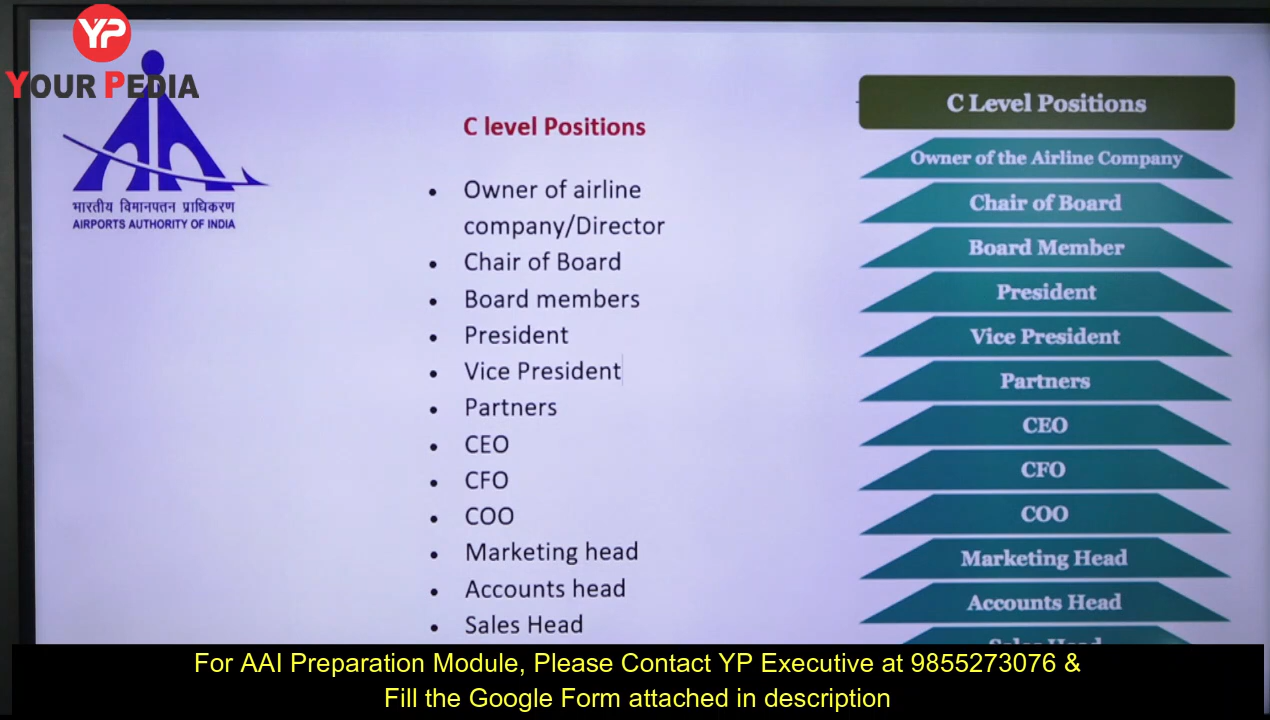 YP
YOUR PEDIA
भारतीय विमानपत्तन प्राधिकरण
AIRPORTS AUTHORITY OF INDIA
C level Positions
• Owner of airline
company/Director
• Chair of Board
• Board members
• President
• Vice President
• Partners
• CEO
• CFO
• COO
• Marketing head
• Accounts head
• Sales Head
C Level Positions
Owner of the Airline Company
Chair of Board
Board Member
President
Vice President
Partners
CEO
CFO
COO
Marketing Head
Accounts Head
Sales Head
For AAI Preparation Module, Please Contact YP Executive at 9855273076 &
Fill the Google Form attached in description